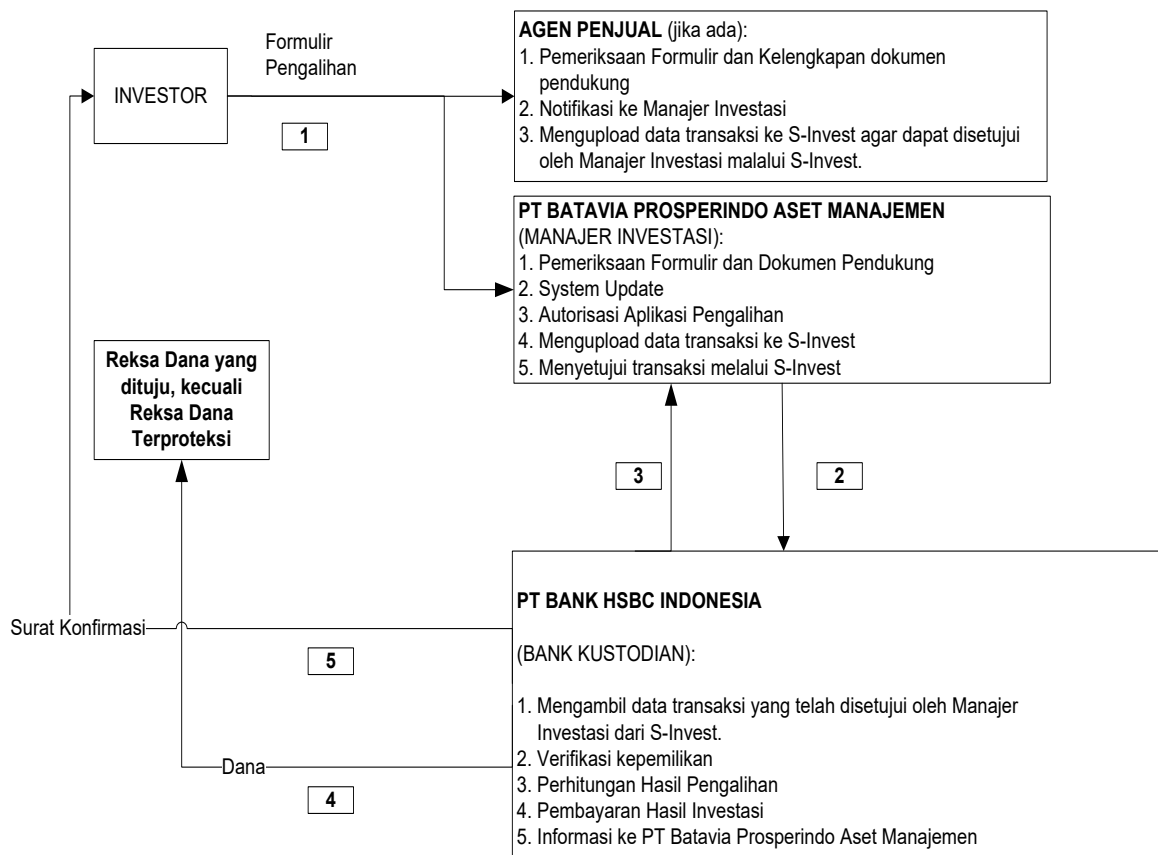 Formulir
Pengalihan
INVESTOR
1
AGEN PENJUAL (jika ada):
1. Pemeriksaan Formulir dan Kelengkapan dokumen
pendukung
2. Notifikasi ke Manajer Investasi
3. Mengupload data transaksi ke S-Invest agar dapat disetujui
oleh Manajer Investasi malalui S-Invest.
PT BATAVIA PROSPERINDO ASET MANAJEMEN
(MANAJER INVESTASI):
1. Pemeriksaan Formulir dan Dokumen Pendukung
2. System Update
3. Autorisasi Aplikasi Pengalihan
4. Mengupload data transaksi ke S-Invest
5. Menyetujui transaksi melalui S-Invest
Reksa Dana yang
dituju, kecuali
Reksa Dana
Terproteksi
3
2
Surat Konfirmasi
5
Dana
4
PT BANK HSBC INDONESIA
(BANK KUSTODIAN):
1. Mengambil data transaksi yang telah disetujui oleh Manajer
Investasi dari S-Invest.
2. Verifikasi kepemilikan
3. Perhitungan Hasil Pengalihan
4. Pembayaran Hasil Investasi
5. Informasi ke PT Batavia Prosperindo Aset Manajemen